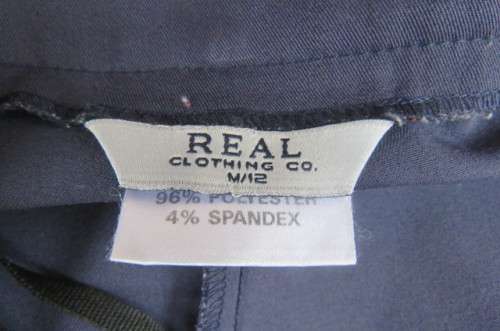 REAL
CLOTHING CO.
M/12
96% POLYESTER
4% SPANDEX